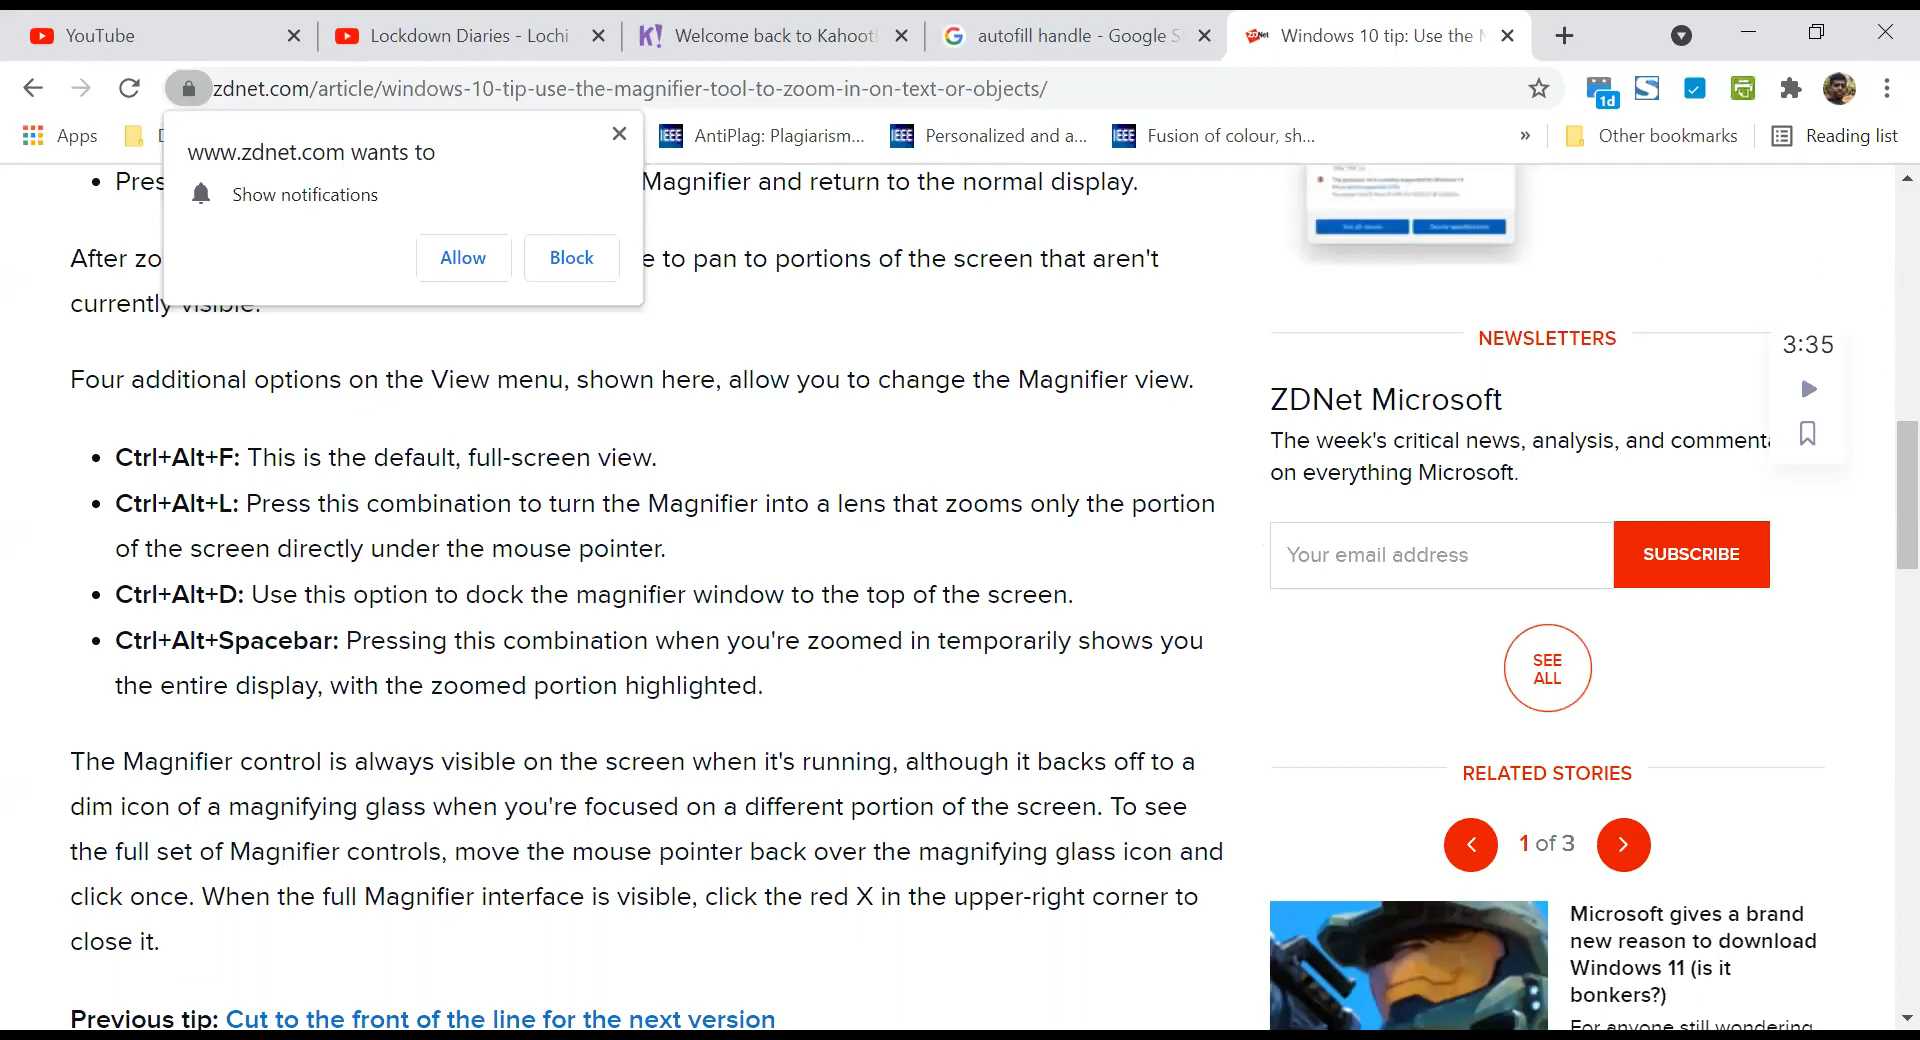 YouTube
Lockdown Diaries - Lochi
Welcome back to Kahoot!
autofill handle - Google S
Windows 10 tip: Use the M
zdnet.com/article/windows-10-tip-use-the-magnifier-tool-to-zoom-in-on-text-or-objects/
1d
Apps
AntiPlag: Plagiarism...
Personalized and a...
Fusion of colour, sh...
»
Other bookmarks
Reading list
www.zdnet.com wants to
Show notifications
Allow
Block
Pres
Magnifier and return to the normal display.
After zo
e to pan to portions of the screen that aren't
currently visible.
Four additional options on the View menu, shown here, allow you to change the Magnifier view.
• Ctrl+Alt+F: This is the default, full-screen view.
• Ctrl+Alt+L: Press this combination to turn the Magnifier into a lens that zooms only the portion
of the screen directly under the mouse pointer.
• Ctrl+Alt+D: Use this option to dock the magnifier window to the top of the screen.
• Ctrl+Alt+Spacebar: Pressing this combination when you're zoomed in temporarily shows you
the entire display, with the zoomed portion highlighted.
The Magnifier control is always visible on the screen when it's running, although it backs off to a
dim icon of a magnifying glass when you're focused on a different portion of the screen. To see
the full set of Magnifier controls, move the mouse pointer back over the magnifying glass icon and
click once. When the full Magnifier interface is visible, click the red X in the upper-right corner to
close it.
Previous tip: Cut to the front of the line for the next version
NEWSLETTERS
3:35
ZDNet Microsoft
The week's critical news, analysis, and commenta
on everything Microsoft.
Your email address
SUBSCRIBE
SEE
ALL
RELATED STORIES
1 of 3
Microsoft gives a brand
new reason to download
Windows 11 (is it
bonkers?)
For anyone still wondering